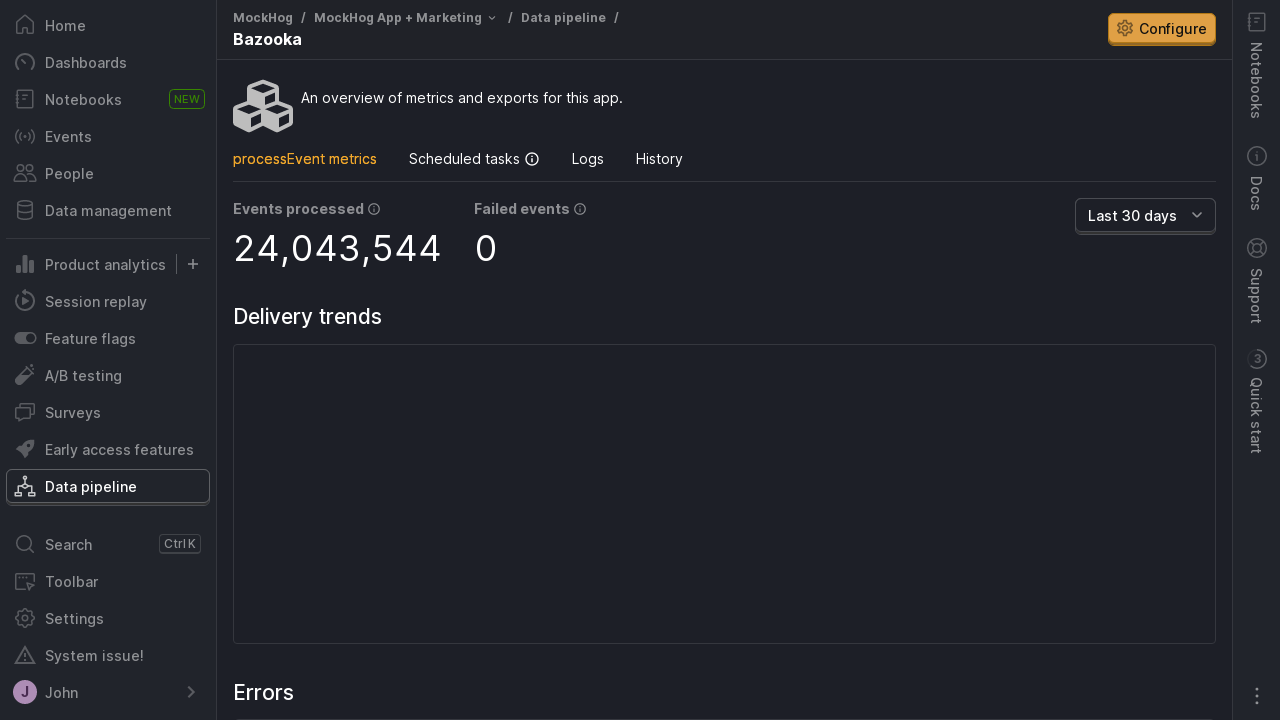 Home
Dashboards
Notebooks NEW
Events
People
Data management
Product analytics
Session replay
Feature flags
A/B testing
Surveys
Early access features
Data pipeline
Search Ctrl K
Toolbar
Settings
System issue!
J John
MockHog / MockHog App + Marketing / Data pipeline /
Bazooka
Configure
An overview of metrics and exports for this app.
processEvent metrics Scheduled tasks Logs History
Events processed Failed events
24,043,544 0
Last 30 days
Delivery trends
Errors
Notebooks
Docs
Support
3 Quick start